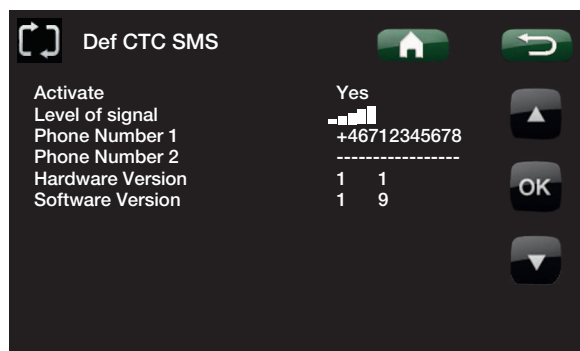 Def CTC SMS
Activate Yes
Level of signal
Phone Number 1 +46712345678
Phone Number 2 -----------------
Hardware Version 1 1
Software Version 1 9
OK